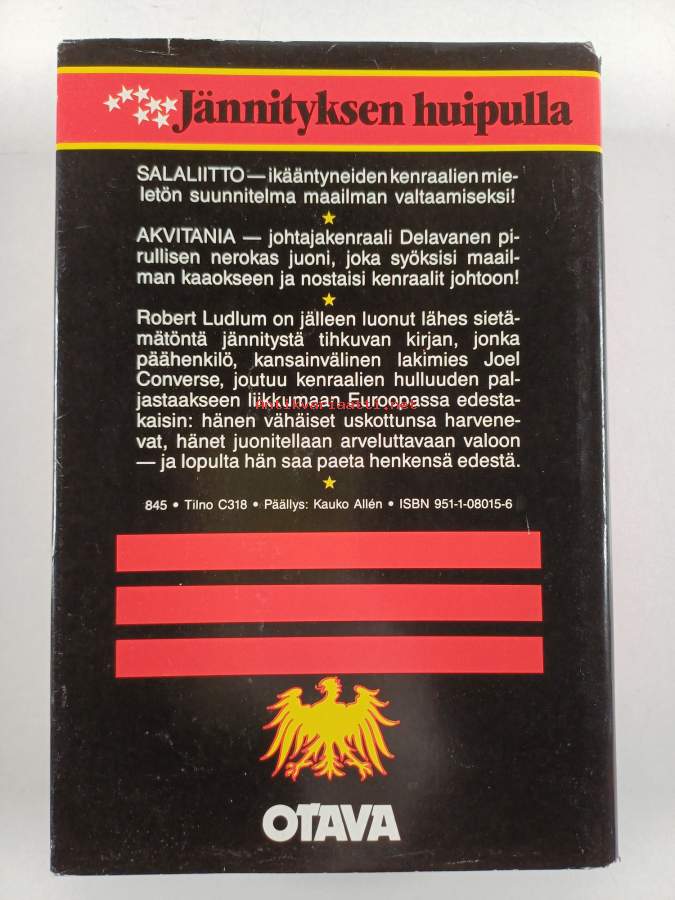 Jännityksen huipulla
SALALIITTO — ikääntyneiden kenraalien mie-
letön suunnitelma maailman valtaamiseksi!
AKVITANIA — johtajakenraali Delavanen pi-
rullisen nerokas juoni, joka syöksisi maail-
man kaaokseen ja nostaisi kenraalit johtoon!
Robert Ludlum on jälleen luonut lähes sietä-
mätöntä jännitystä tihkuvan kirjan, jonka
päähenkilö, kansainvälinen lakimies Joel
Converse, joutuu kenraalien hulluuden pal-
jastaakseen liikkumaan Euroopassa edesta-
Antikvariaatti.net
kaisin: hänen vähäiset uskottunsa harvene-
vat, hänet juonitellaan arveluttavaan valoon
— ja lopulta hän saa paeta henkensä edestä.
845 • Tilno C318 • Päällys: Kauko Allén • ISBN 951-1-08015-6
OTAVA